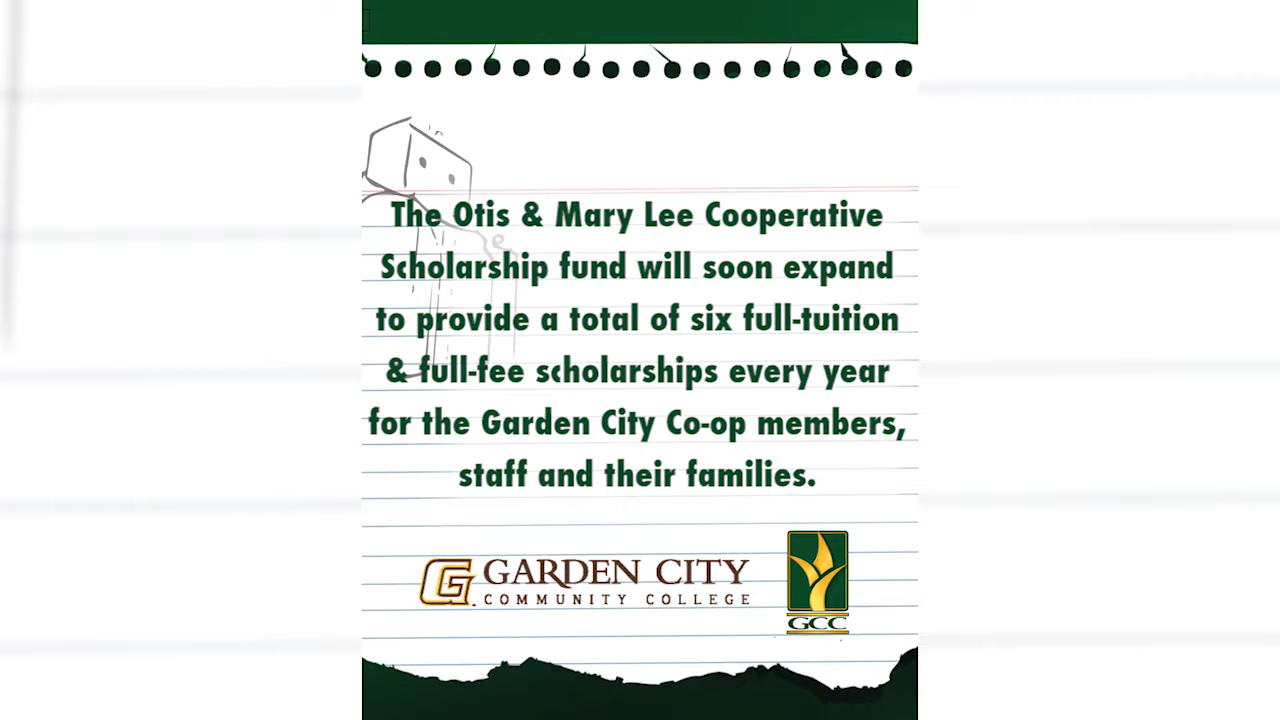 The Otis & Mary Lee Cooperative
Scholarship fund will soon expand
to provide a total of six full-tuition
& full-fee scholarships every year
for the Garden City Co-op members,
staff and their families.
G GARDEN CITY
COMMUNITY COLLEGE
GCC